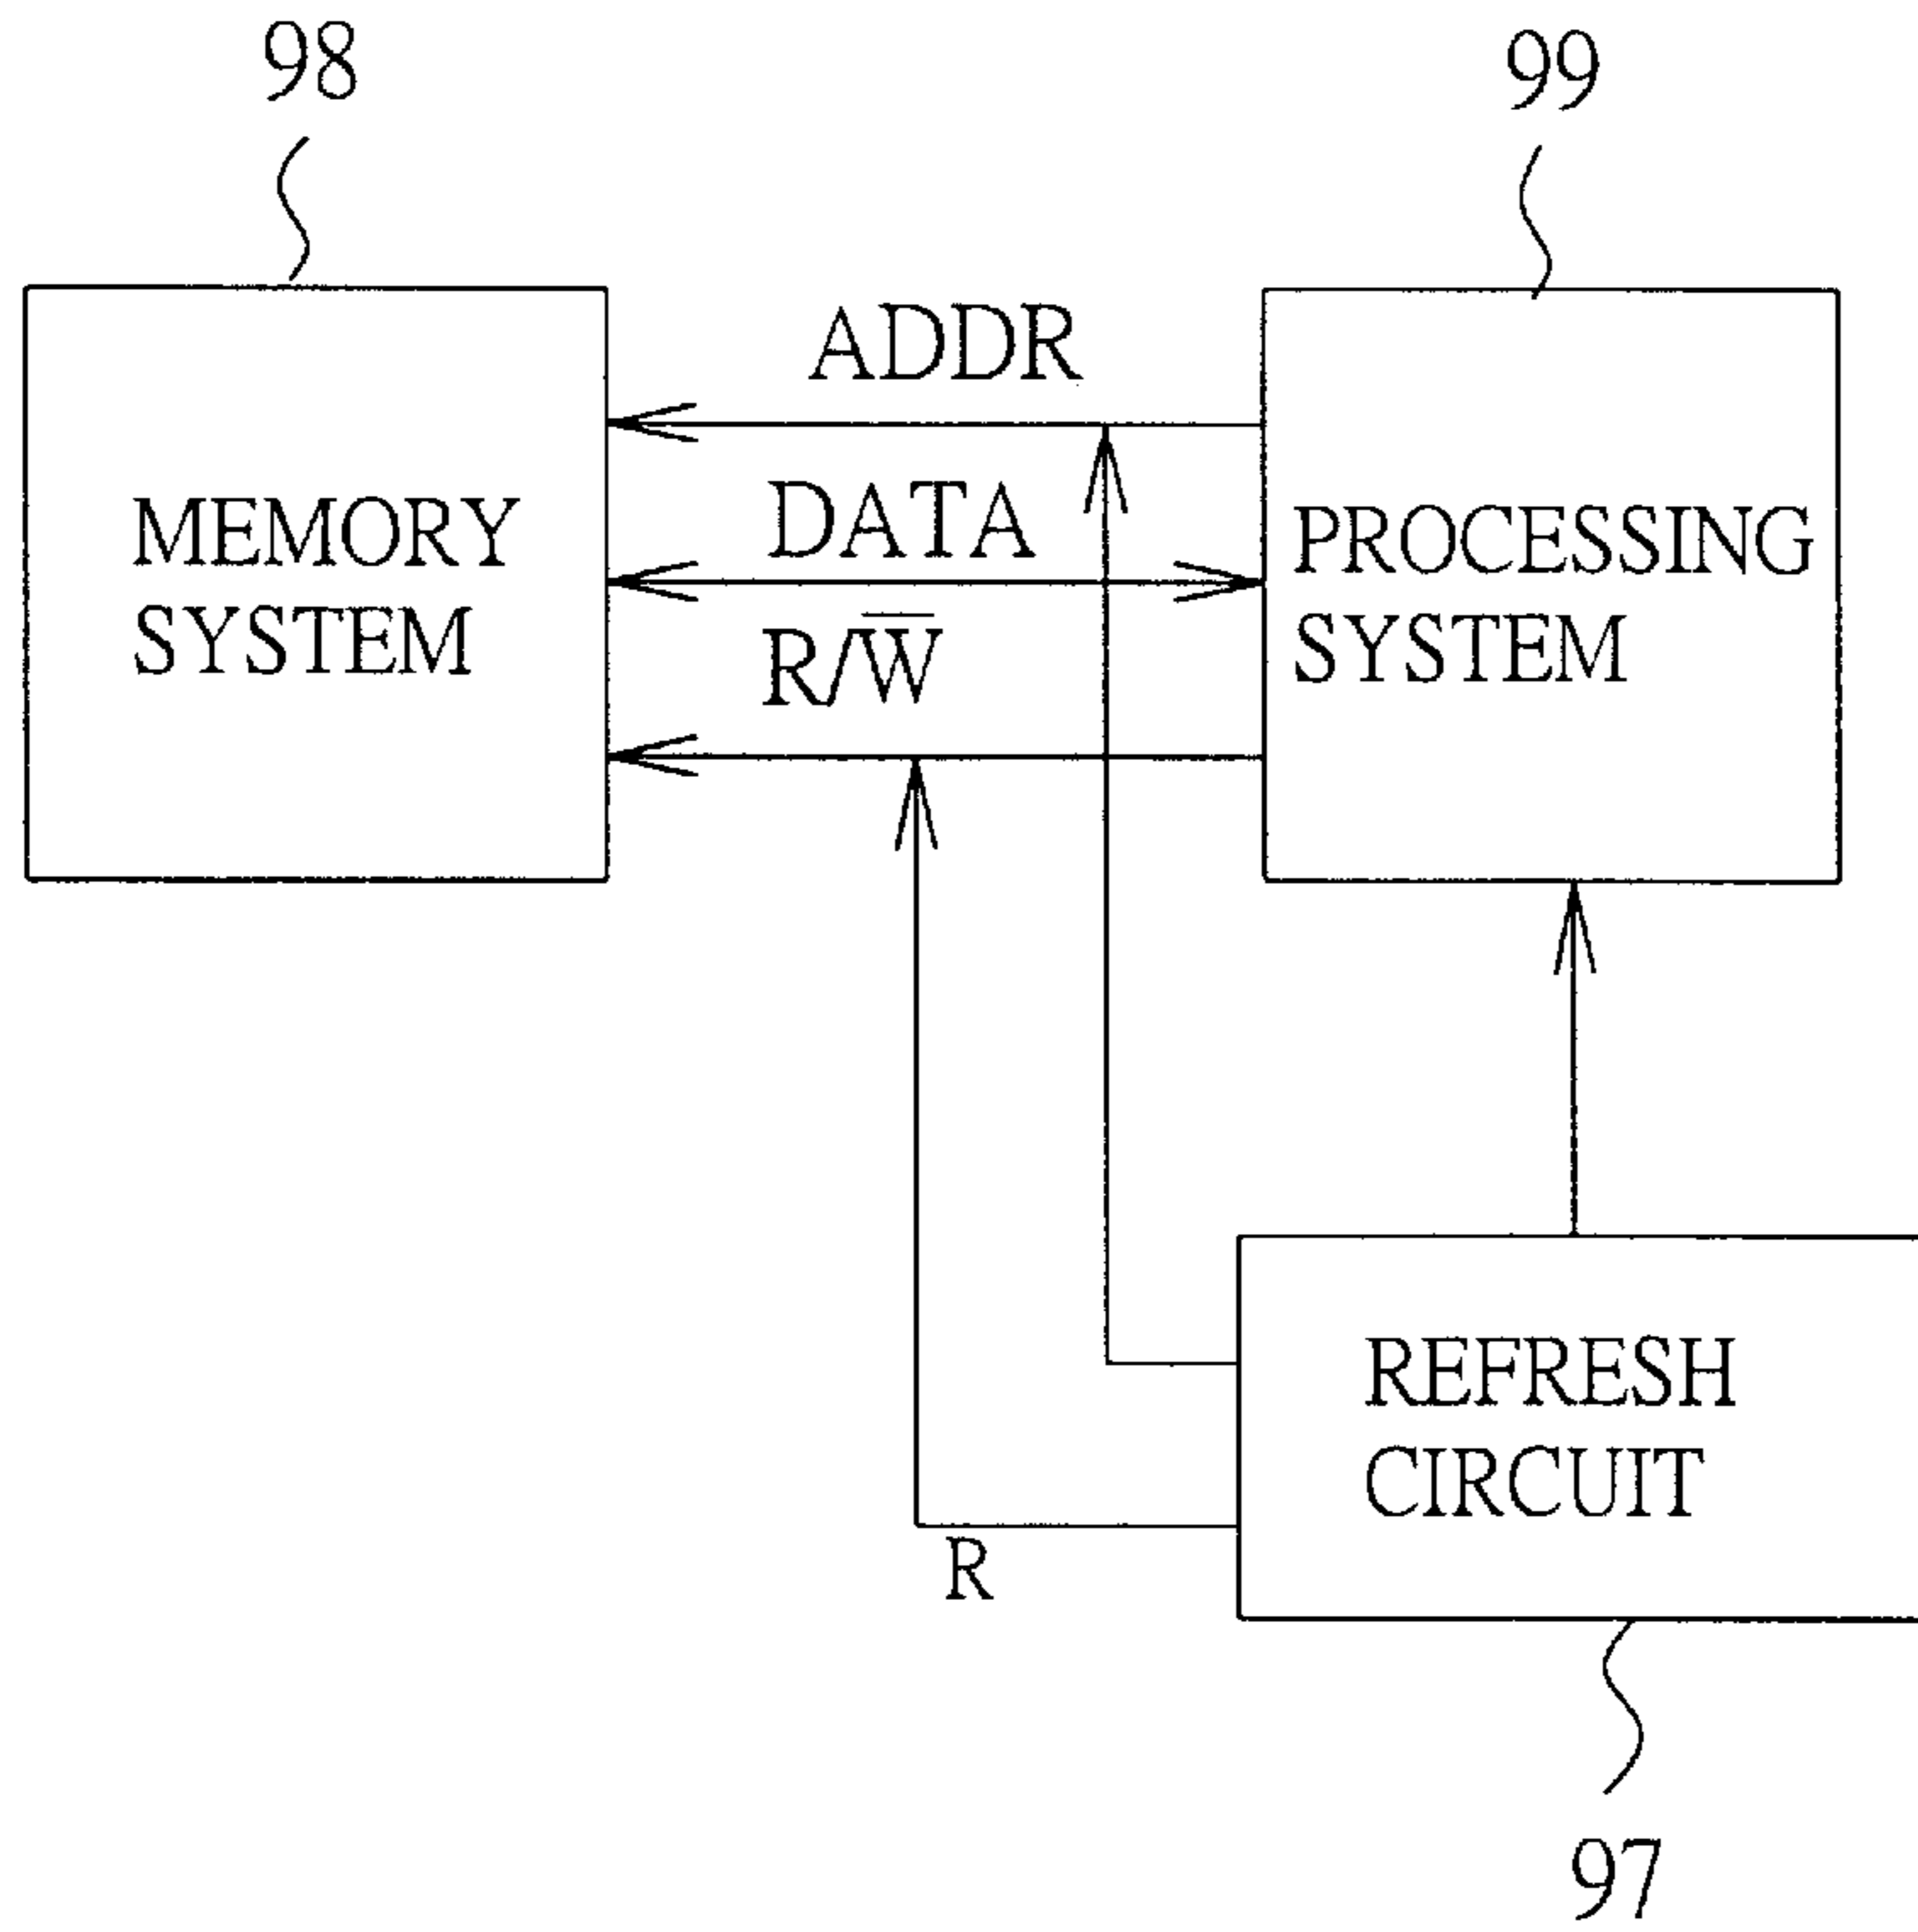 98
99
ADDR
DATA
R/W̅
MEMORY
SYSTEM
PROCESSING
SYSTEM
REFRESH
CIRCUIT
R
97